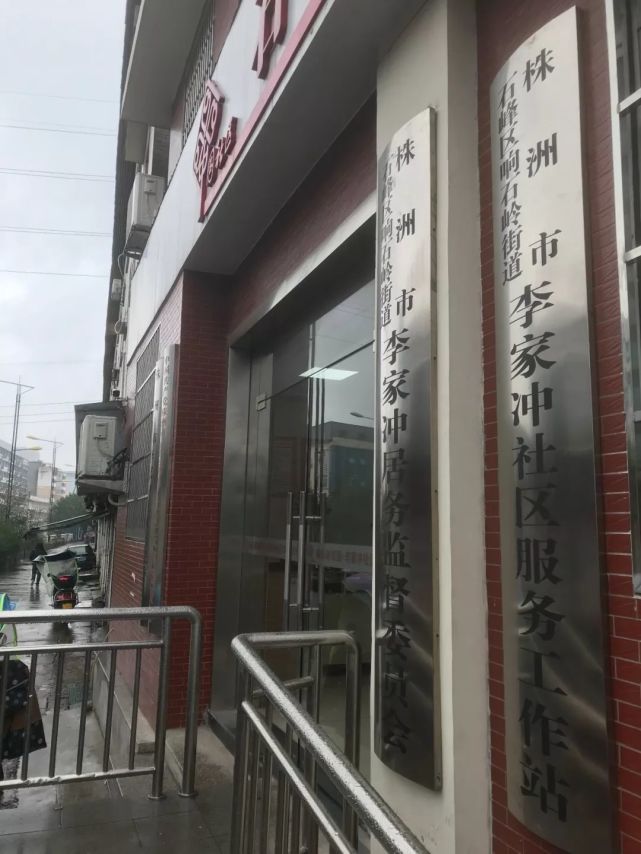 株洲市
石峰区响石岭街道
李家冲社区服务工作站
株洲市
石峰区响石岭街道
李家冲居务监督委员会